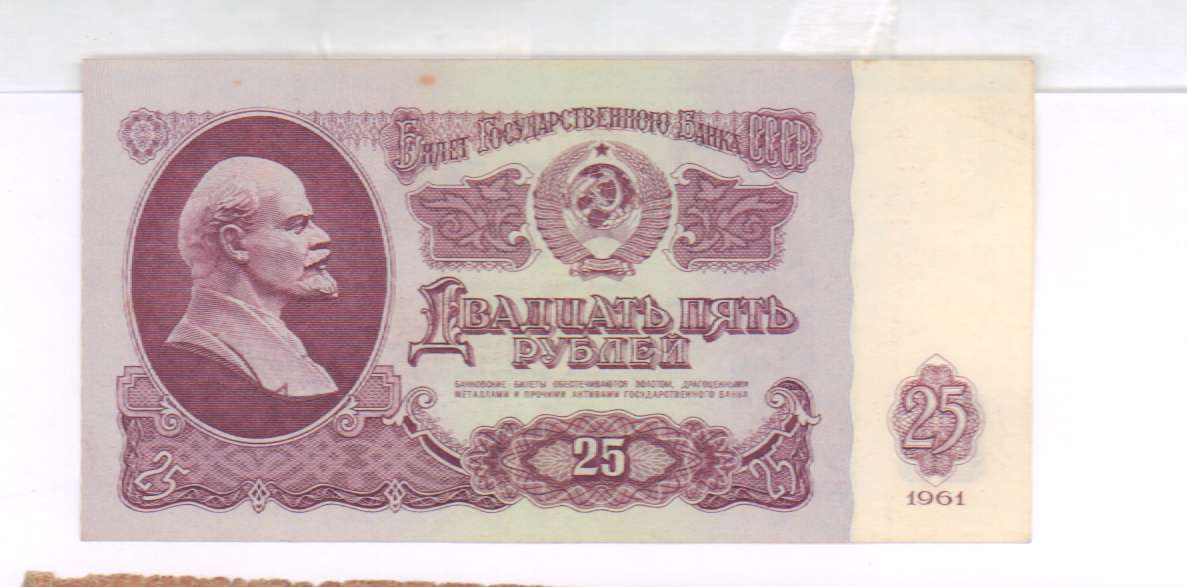 Билет Государственного Банка СССР
Двадцать пять
рублей
БАНКОВСКИЕ БИЛЕТЫ ОБЕСПЕЧИВАЮТСЯ ЗОЛОТОМ, ДРАГОЦЕННЫМИ
МЕТАЛЛАМИ И ПРОЧИМИ АКТИВАМИ ГОСУДАРСТВЕННОГО БАНКА
25
25
25
25
1961